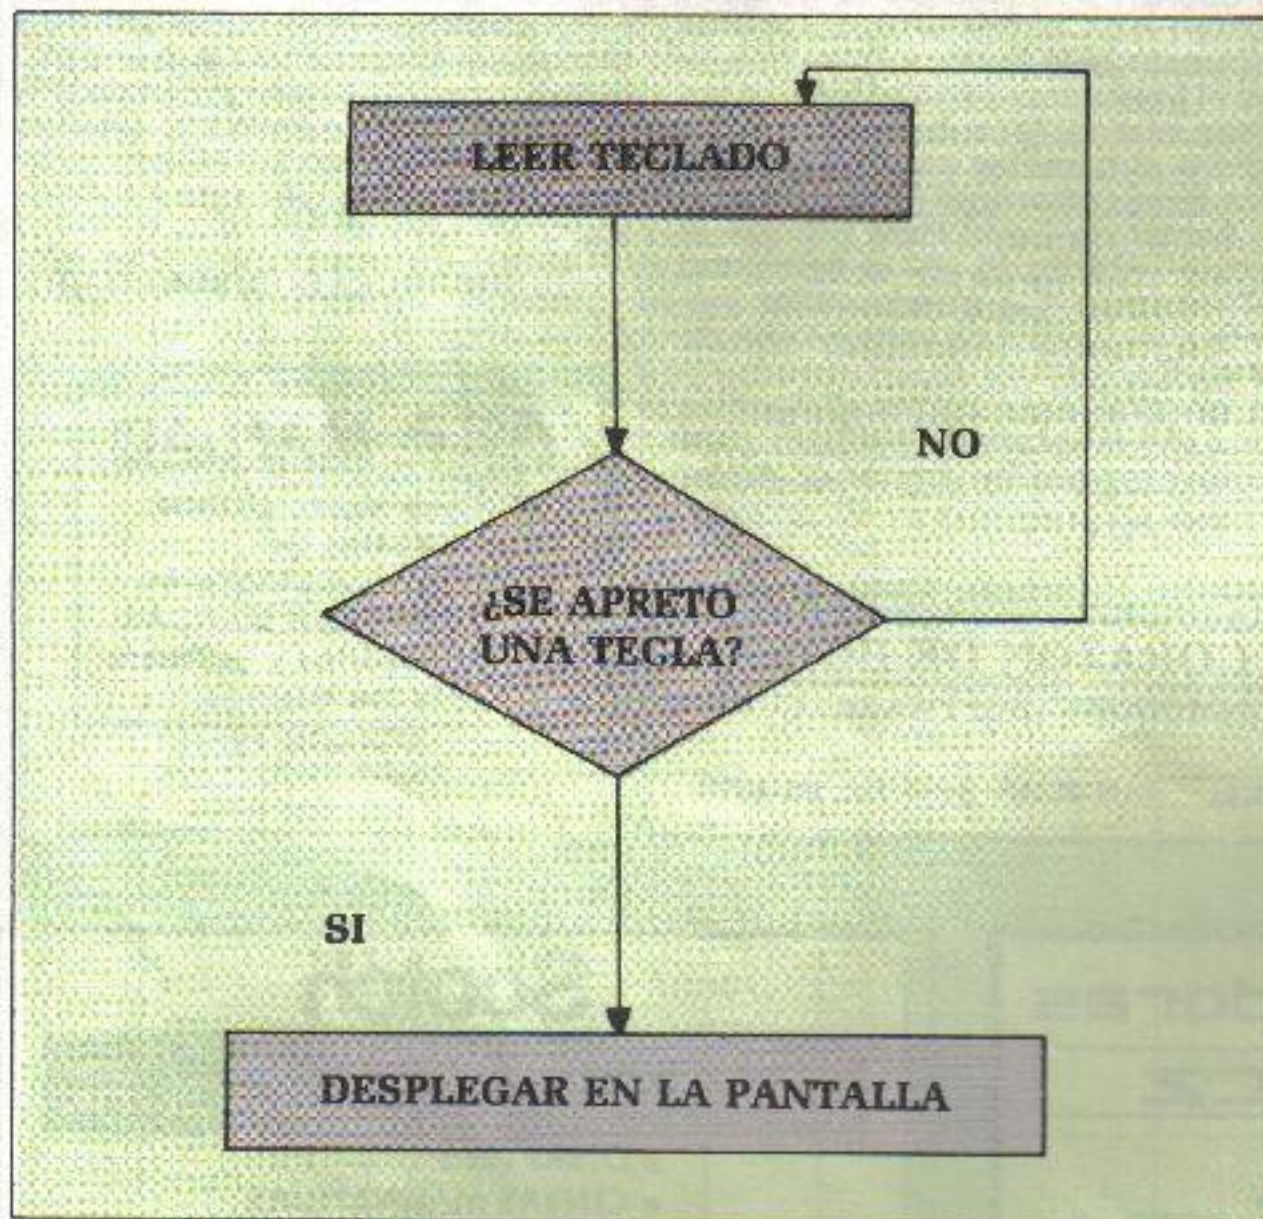 LEER TECLADO
NO
¿SE APRETO
UNA TECLA?
SI
DESPLEGAR EN LA PANTALLA